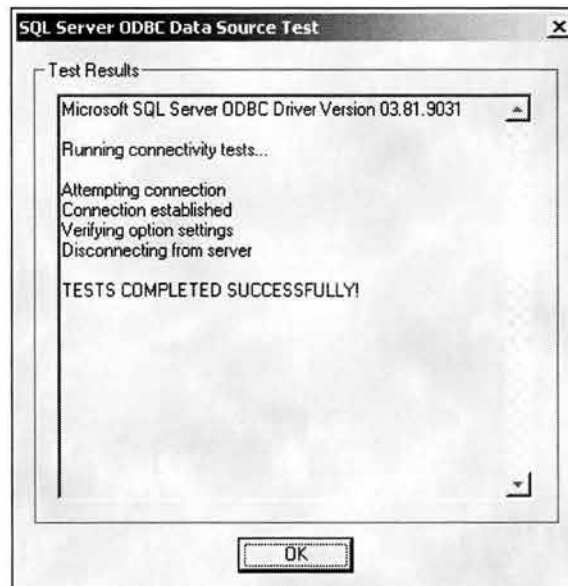 SQL Server ODBC Data Source Test
Test Results
Microsoft SQL Server ODBC Driver Version 03.81.9031
Running connectivity tests...
Attempting connection
Connection established
Verifying option settings
Disconnecting from server
TESTS COMPLETED SUCCESSFULLY!
OK